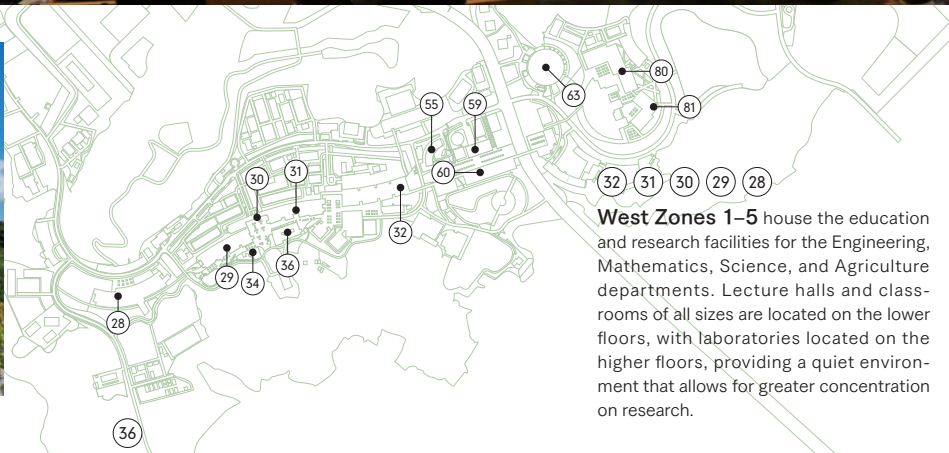 80
63
81
55
59
60
30
31
32
36
29
34
28
36
32 31 30 29 28
West Zones 1–5 house the education
and research facilities for the Engineering,
Mathematics, Science, and Agriculture
departments. Lecture halls and class-
rooms of all sizes are located on the lower
floors, with laboratories located on the
higher floors, providing a quiet environ-
ment that allows for greater concentration
on research.